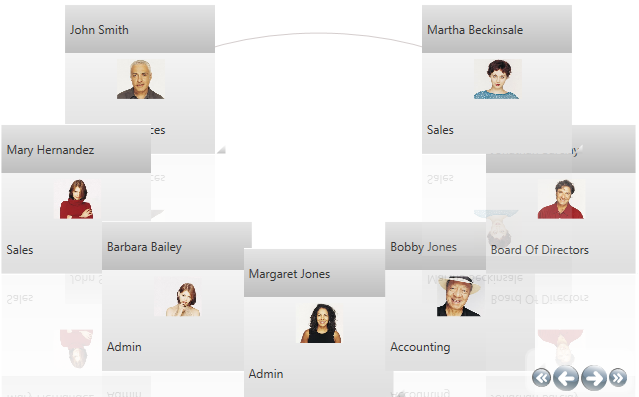 John Smith
Martha Beckinsale
Sales
Mary Hernandez
Sales
Barbara Bailey
Bobby Jones
Board Of Directors
Margaret Jones
Admin
Accounting
Admin